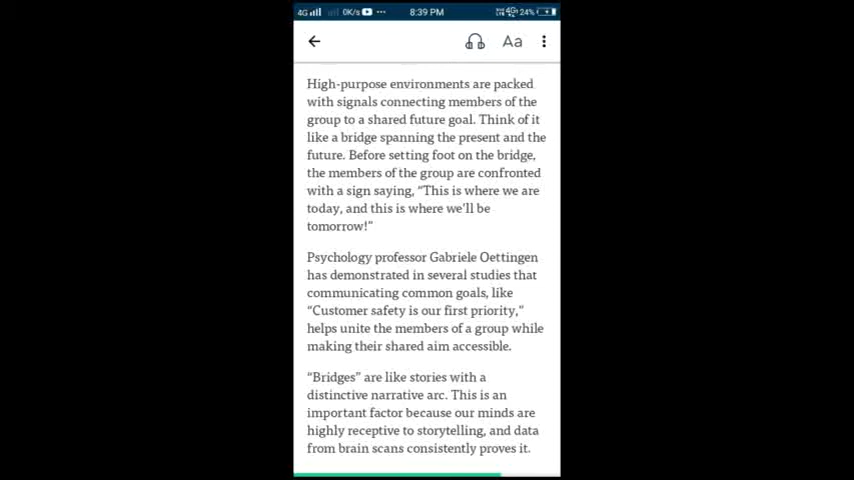 4G 0K/s 8:39 PM 4G 24%
Aa
High-purpose environments are packed
with signals connecting members of the
group to a shared future goal. Think of it
like a bridge spanning the present and the
future. Before setting foot on the bridge,
the members of the group are confronted
with a sign saying, “This is where we are
today, and this is where we’ll be
tomorrow!”
Psychology professor Gabriele Oettingen
has demonstrated in several studies that
communicating common goals, like
“Customer safety is our first priority,”
helps unite the members of a group while
making their shared aim accessible.
“Bridges” are like stories with a
distinctive narrative arc. This is an
important factor because our minds are
highly receptive to storytelling, and data
from brain scans consistently proves it.